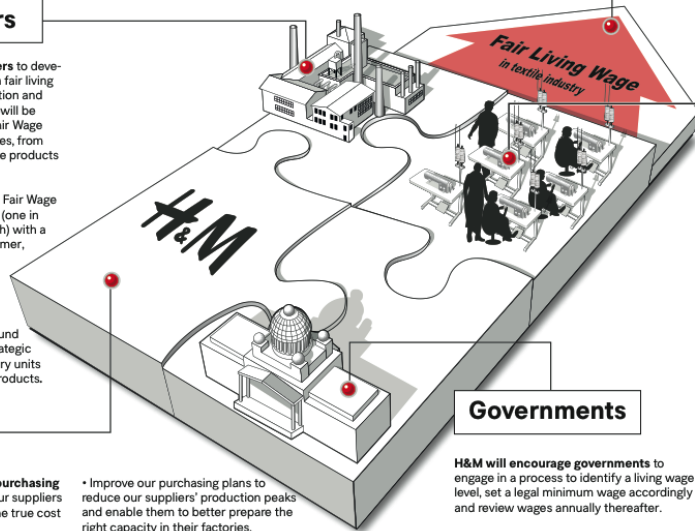 rs
ers to deve-
fair living
tion and
will be
air Wage
es, from
e products
Fair Wage
(one in
h) with a
mer,
und
ategic
ry units
roducts.
urchasing
ur suppliers
e true cost
• Improve our purchasing plans to
reduce our suppliers' production peaks
and enable them to better prepare the
right capacity in their factories.
H&M
Fair Living Wage
in textile industry
Governments
H&M will encourage governments to
engage in a process to identify a living wage
level, set a legal minimum wage accordingly
and review wages annually thereafter.